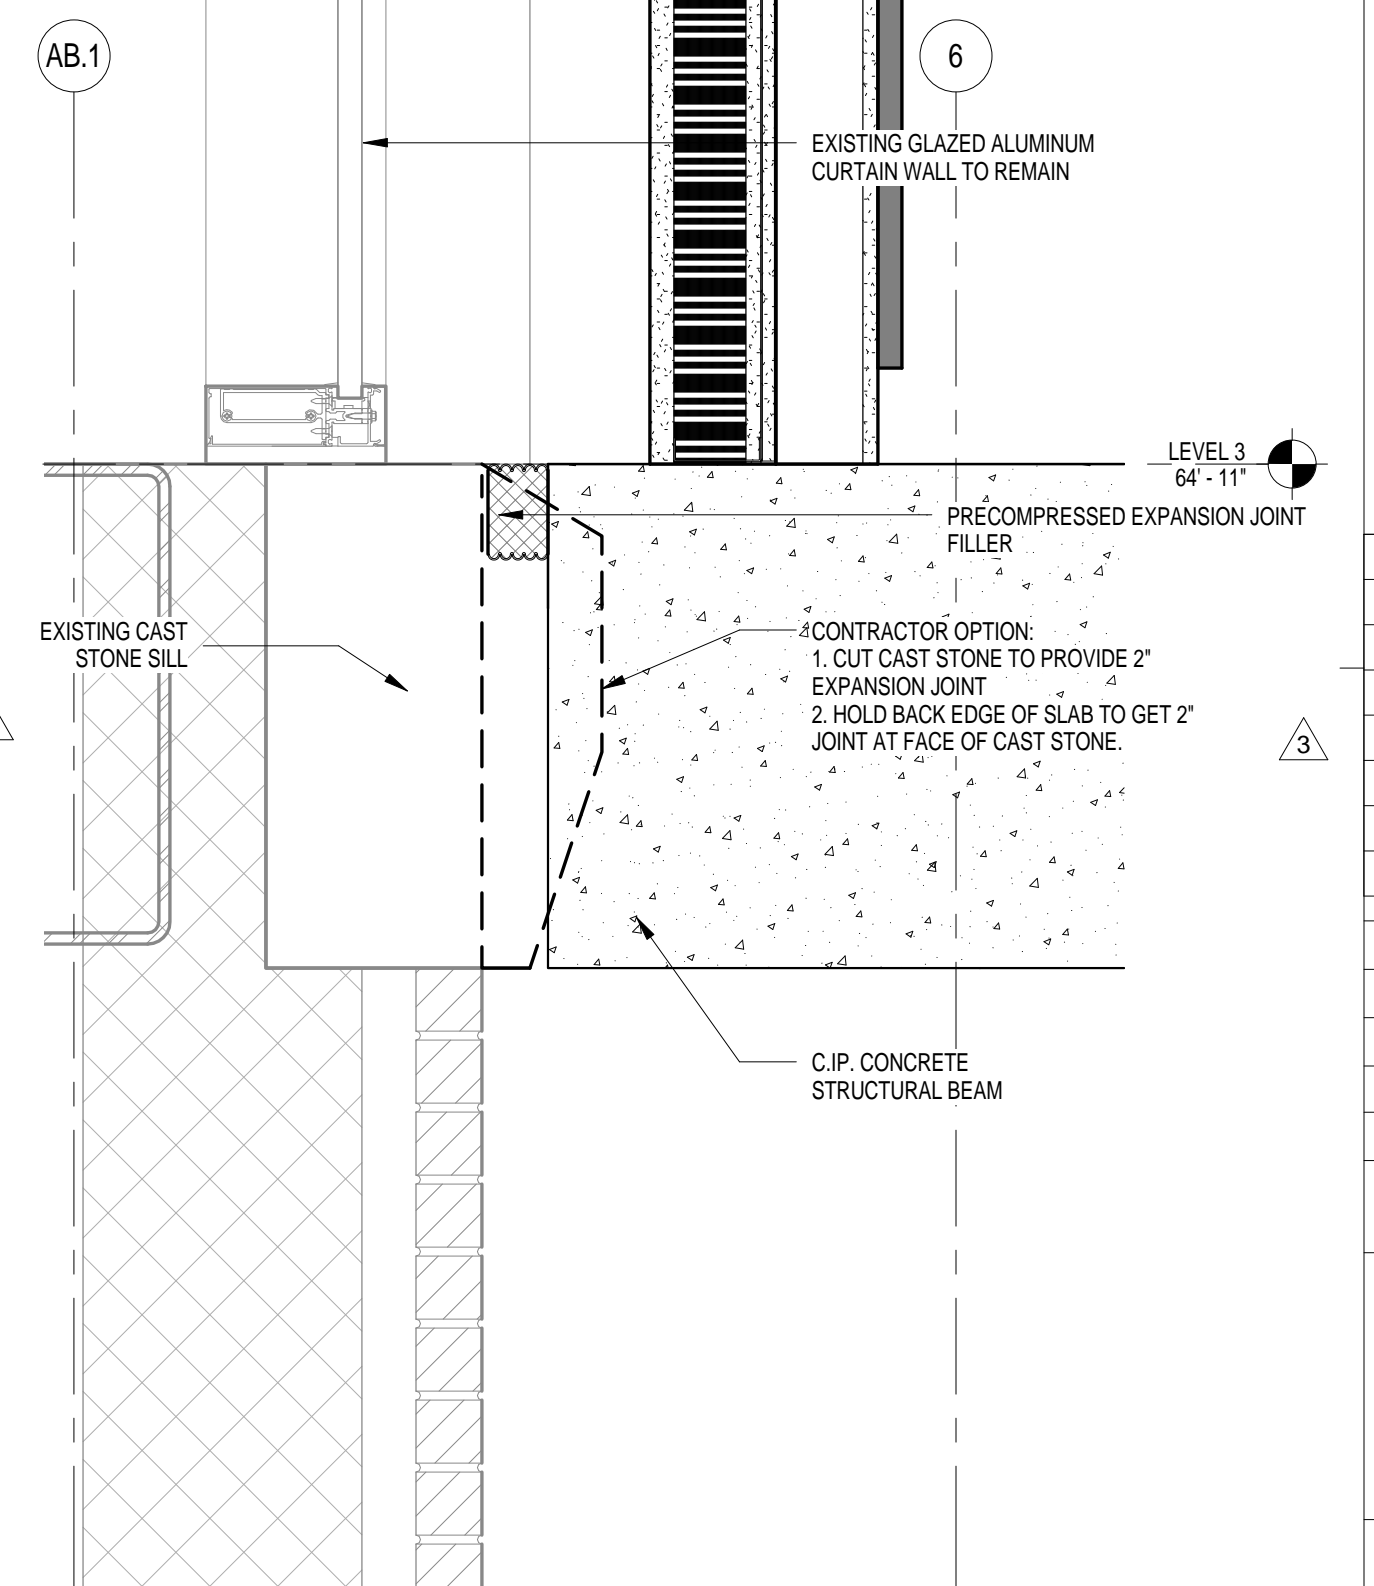 AB.1
6
EXISTING GLAZED ALUMINUM
CURTAIN WALL TO REMAIN
LEVEL 3
64' - 11"
PRECOMPRESSED EXPANSION JOINT
FILLER
EXISTING CAST
STONE SILL
CONTRACTOR OPTION:
1. CUT CAST STONE TO PROVIDE 2"
EXPANSION JOINT
2. HOLD BACK EDGE OF SLAB TO GET 2"
JOINT AT FACE OF CAST STONE.
3
C.IP. CONCRETE
STRUCTURAL BEAM